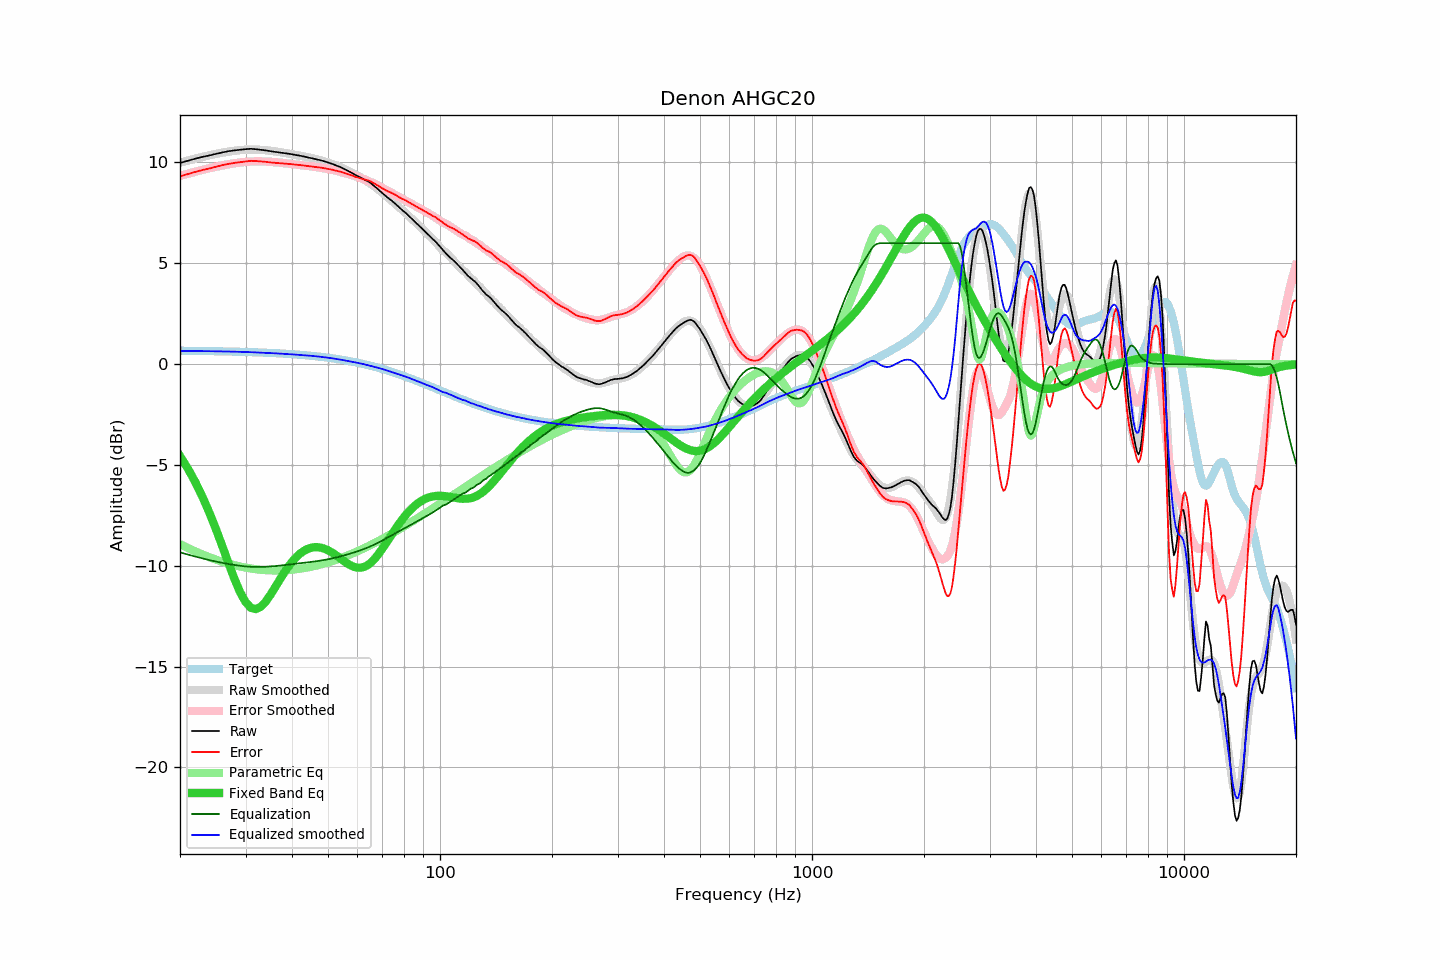 Denon AHGC20
10
5
0
−5
−10
−15
−20
Amplitude (dBr)
Target
Raw Smoothed
Error Smoothed
Raw
Error
Parametric Eq
Fixed Band Eq
Equalization
Equalized smoothed
100
1000
10000
Frequency (Hz)